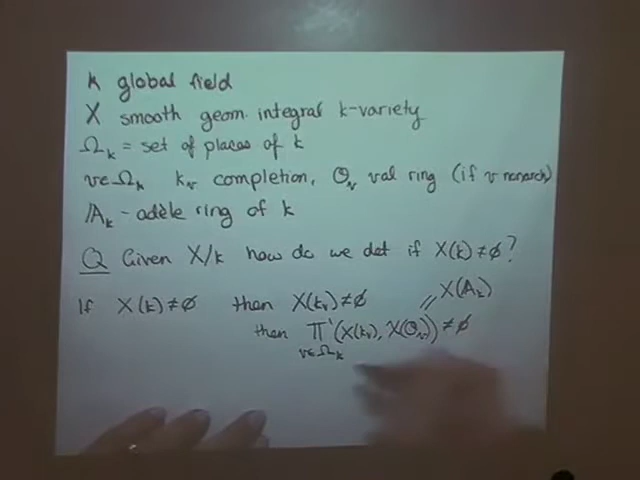 k global field
X smooth geom. integral k-variety
Ω_k = set of places of k
v∈Ω_k k_v completion, O_v val ring (if v nonarch)
𝔸_k - adèle ring of k
Q Given X/k how do we det if X(k)≠∅?
If X(k)≠∅ then X(k_v)≠∅ // X(𝔸_k)
then ∏'(X(k_v), X(O_v))≠∅
v∈Ω_k